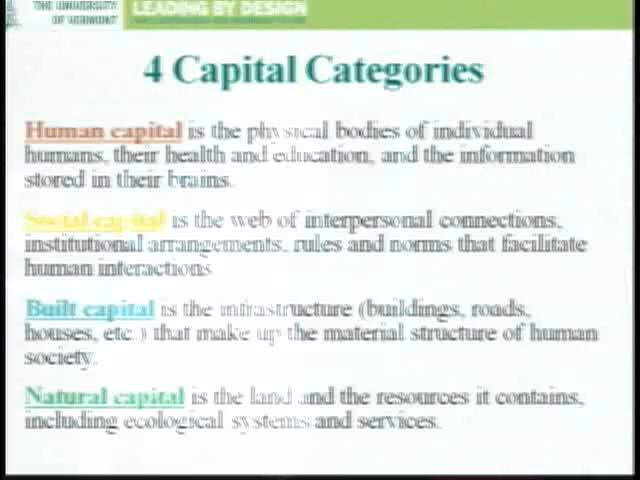 THE UNIVERSITY
OF VERMONT
LEADING BY DESIGN
4 Capital Categories
Human capital is the physical bodies of individual
humans, their health and education, and the information
stored in their brains.
Social capital is the web of interpersonal connections,
institutional arrangements, rules and norms that facilitate
human interactions
Built capital is the infrastructure (buildings, roads,
houses, etc.) that make up the material structure of human
society.
Natural capital is the land and the resources it contains,
including ecological systems and services.